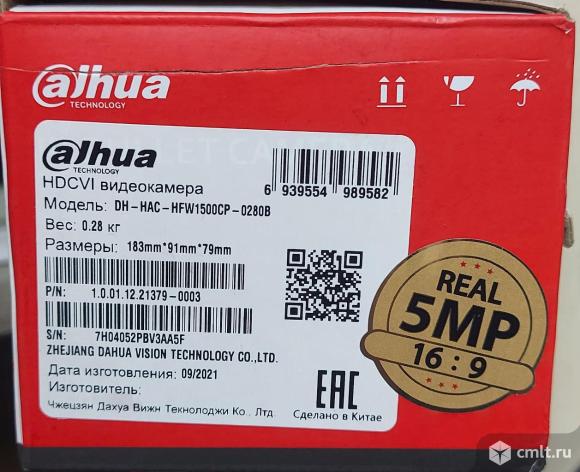 alhua
TECHNOLOGY
alhua
TECHNOLOGY
HDCVI видеокамера
Модель: DH-HAC-HFW1500CP-0280B
Вес: 0.28 кг
Размеры: 183mm*91mm*79mm
6 939554 989582
P/N: 1.0.01.12.21379-0003
S/N: 7H04052PBV3AA5F
ZHEJIANG DAHUA VISION TECHNOLOGY CO.,LTD.
Дата изготовления: 09/2021
Изготовитель:
Чжецзян Дахуа Вижн Текнолоджи Ко., Лтд.
EAC
Сделано в Китае
REAL
5MP
16:9
cmlt.ru